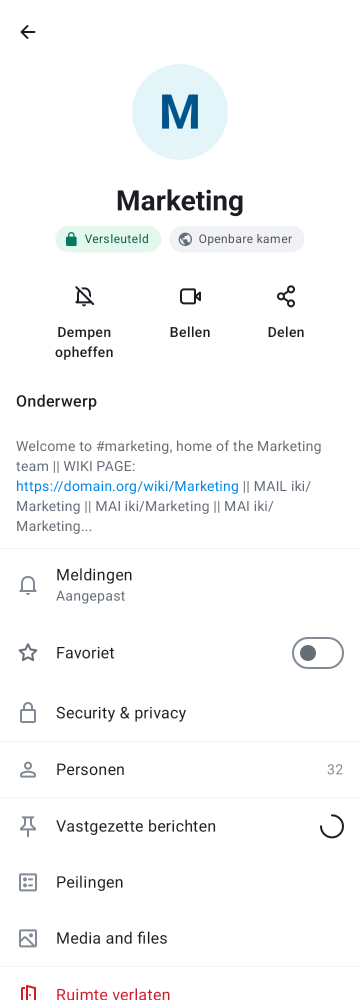 M
Marketing
Versleuteld
Openbare kamer
Dempen
opheffen
Bellen
Delen
Onderwerp
Welcome to #marketing, home of the Marketing
team || WIKI PAGE:
https://domain.org/wiki/Marketing || MAIL iki/
Marketing || MAI iki/Marketing || MAI iki/
Marketing...
Meldingen
Aangepast
Favoriet
Security & privacy
Personen
32
Vastgezette berichten
Peilingen
Media and files
Ruimte verlaten